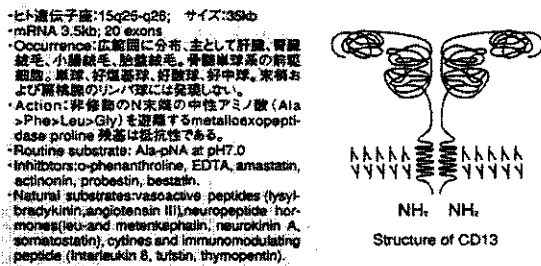 ・ヒト遺伝子座:15q25-q26; サイズ:35kb
・mRNA 3.5kb; 20 exons
・Occurrence:広範囲に分布、主として肝臓、腎臓
絨毛、小腸絨毛、胎盤絨毛。骨髄単球系の前駆
細胞。単球、好塩基球、好酸球、好中球。末梢お
よび扁桃腺のリンパ球には発現しない。
・Action:非修飾のN末端の中性アミノ酸(Ala
>Phe>Leu>Gly)を遊離するmetalloexopepti-
dase proline 残基は抵抗性である。
・Routine substrate: Ala-pNA at pH7.0
・Inhibitors:o-phenanthroline, EDTA, amastatin,
actinonin, probestin, bestatin.
・Natural substrates:vasoactive peptides (lysyl-
bradykinin,angiotensin III),neuropeptide hor-
mones(leu-and metenkephalin, neurokinin A,
somatostatin), cytines and immunomodulating
peptide (Interleukin 8, tufstin, thymopentin).
NH₂ NH₂
Structure of CD13